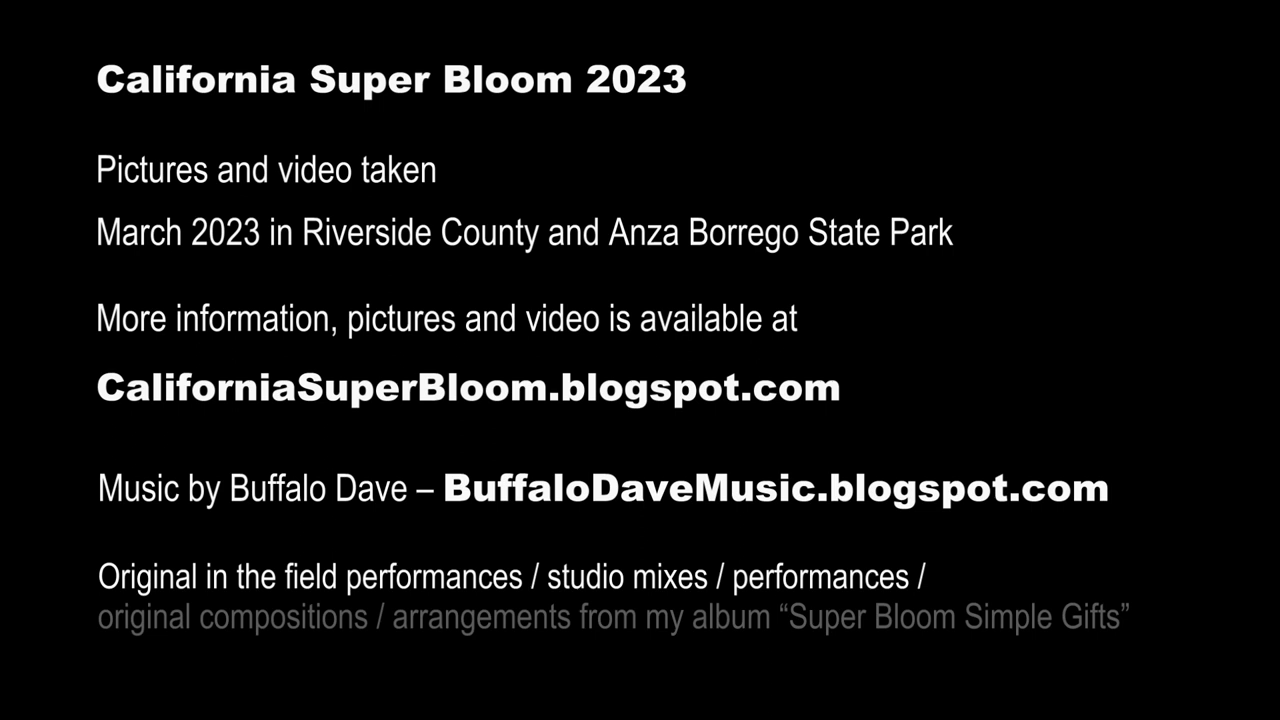 California Super Bloom 2023
Pictures and video taken
March 2023 in Riverside County and Anza Borrego State Park
More information, pictures and video is available at
CaliforniaSuperBloom.blogspot.com
Music by Buffalo Dave – BuffaloDaveMusic.blogspot.com
Original in the field performances / studio mixes / performances /
original compositions / arrangements from my album “Super Bloom Simple Gifts”